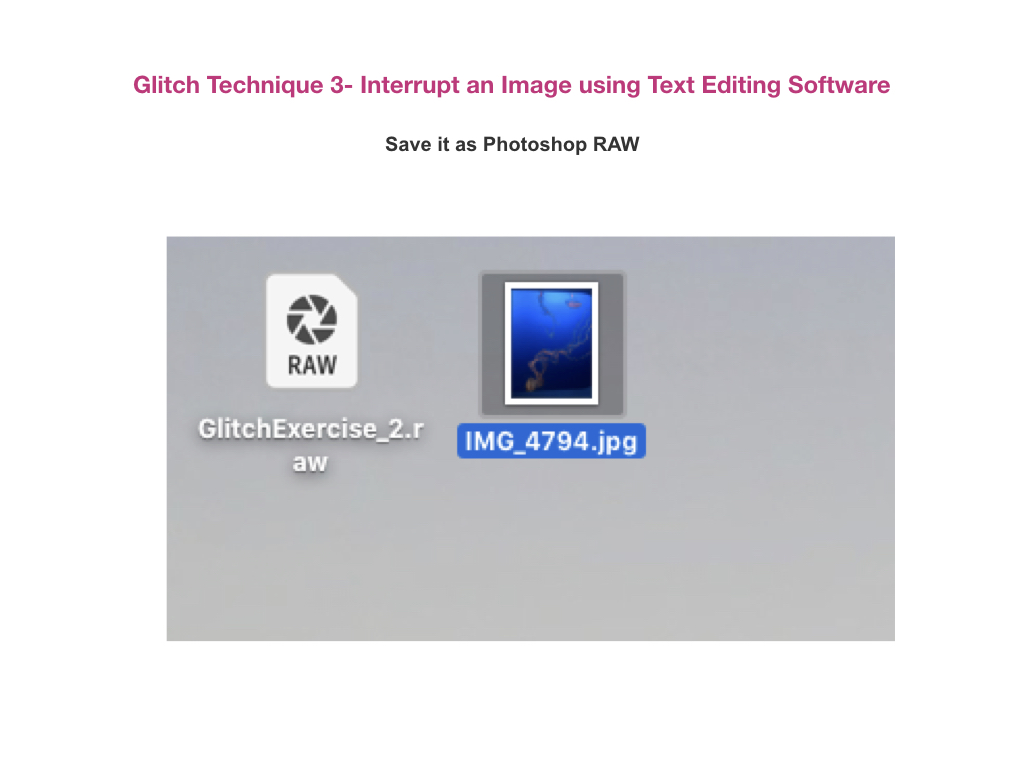 Glitch Technique 3- Interrupt an Image using Text Editing Software
Save it as Photoshop RAW
RAW
GlitchExercise_2.r
aw
IMG_4794.jpg